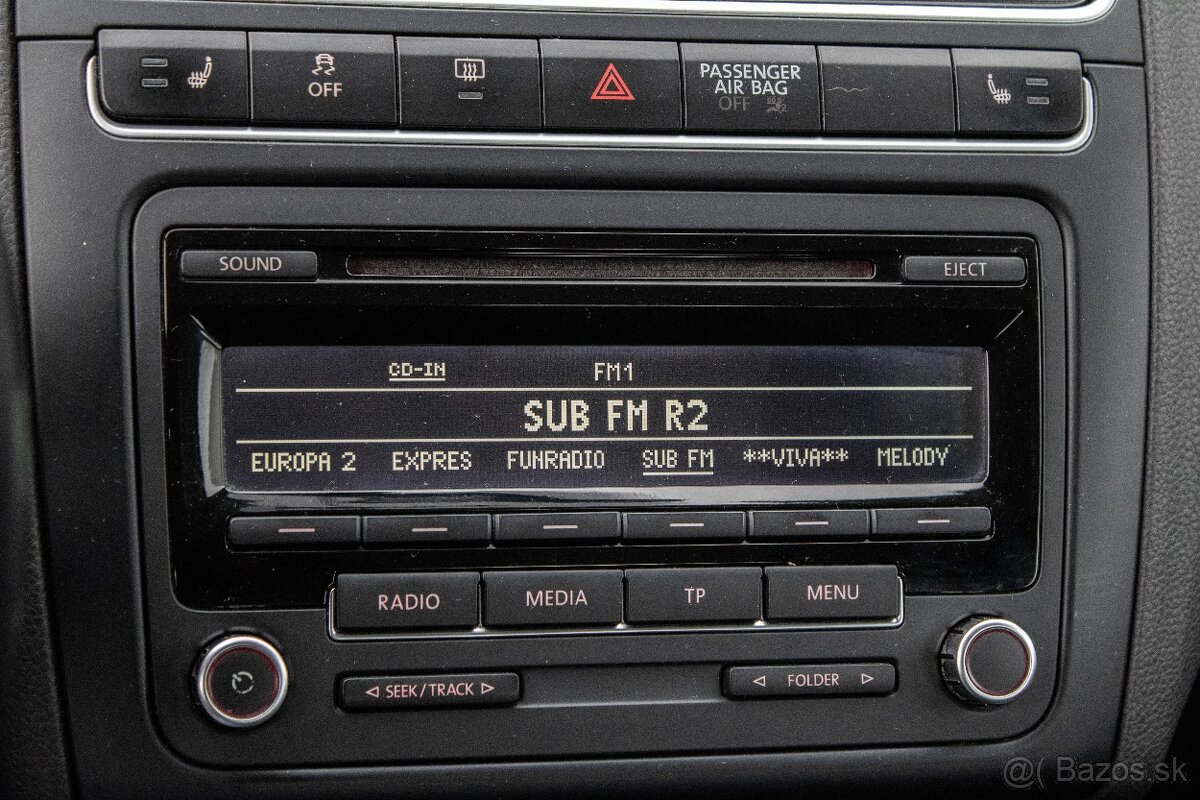 OFF
PASSENGER
AIR BAG
OFF
SOUND
EJECT
CD-IN FM1
SUB FM R2
EUROPA 2 EXPRES FUNRADIO SUB FM **VIVA** MELODY
RADIO MEDIA TP MENU
◁ SEEK/TRACK ▷
◁ FOLDER ▷
@( Bazos.sk